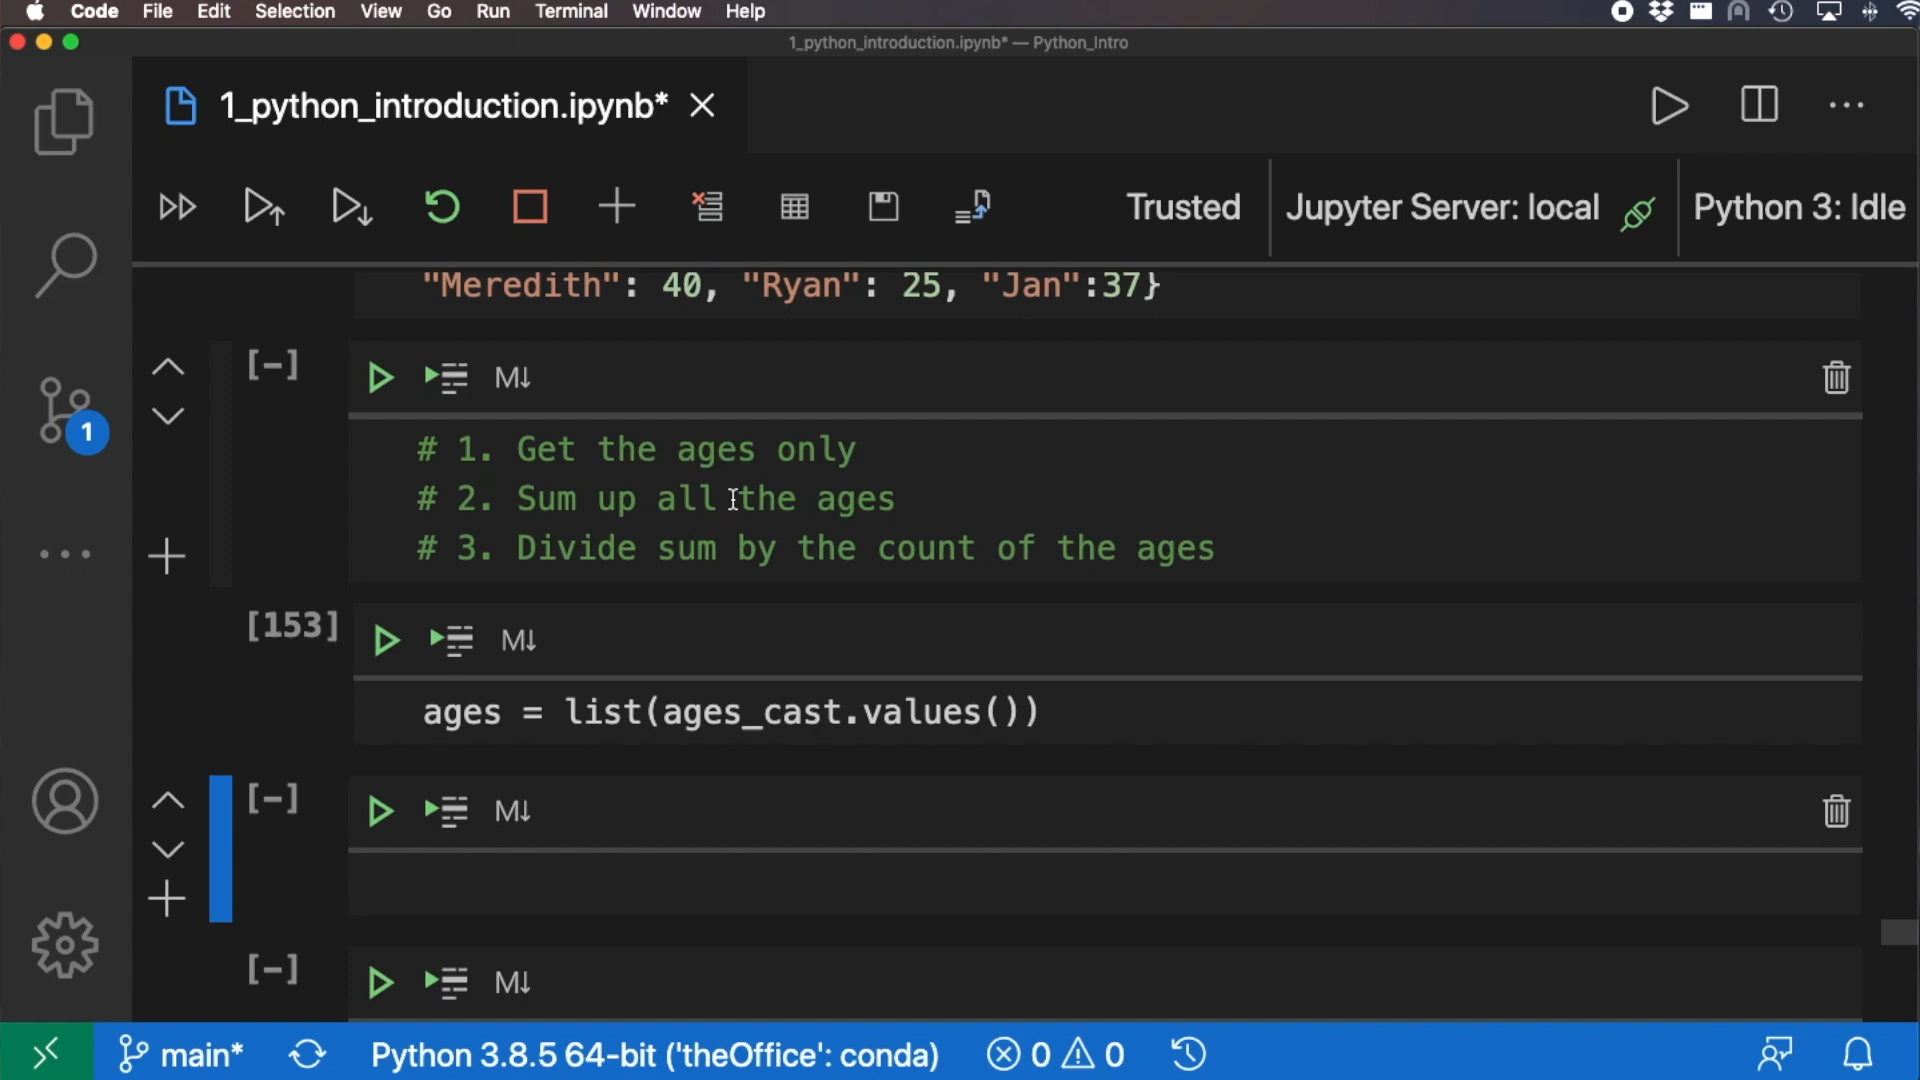 Code File Edit Selection View Go Run Terminal Window Help
1_python_introduction.ipynb* — Python_Intro
1_python_introduction.ipynb*
Trusted Jupyter Server: local Python 3: Idle
"Meredith": 40, "Ryan": 25, "Jan":37}
[-] M↓
# 1. Get the ages only
# 2. Sum up all the ages
# 3. Divide sum by the count of the ages
1
[153] M↓
ages = list(ages_cast.values())
[-] M↓
[-] M↓
main* Python 3.8.5 64-bit ('theOffice': conda) 0 0